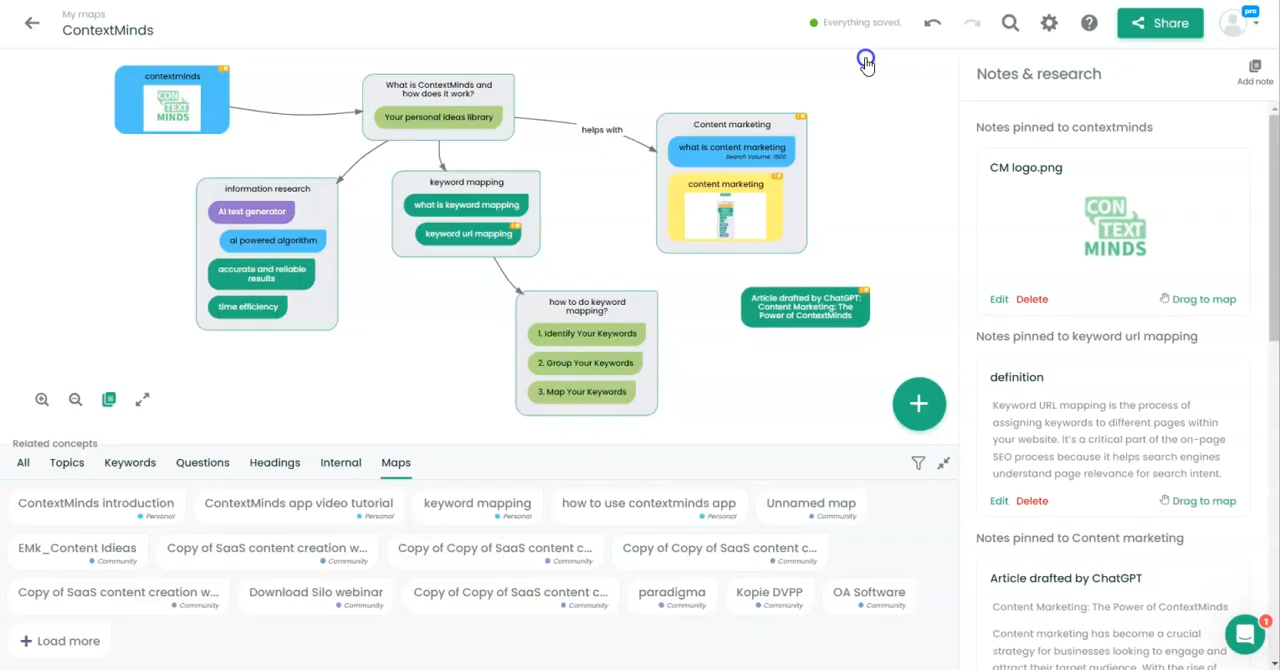 My maps
ContextMinds
Everything saved.
Share
pro
contextminds
CON
TEXT
MINDS
What is ContextMinds and
how does it work?
Your personal ideas library
helps with
Content marketing
what is content marketing
Search Volume: 1500
content marketing
information research
AI text generator
ai powered algorithm
accurate and reliable
results
time efficiency
keyword mapping
what is keyword mapping
keyword url mapping
how to do keyword
mapping?
1. Identify Your Keywords
2. Group Your Keywords
3. Map Your Keywords
Article drafted by ChatGPT:
Content Marketing: The
Power of ContextMinds
+
Related concepts
All
Topics
Keywords
Questions
Headings
Internal
Maps
ContextMinds introduction
Personal
ContextMinds app video tutorial
Personal
keyword mapping
Personal
how to use contextminds app
Personal
Unnamed map
Community
EMk_Content Idieas
Community
Copy of SaaS content creation w...
Community
Copy of Copy of SaaS content c...
Community
Copy of Copy of SaaS content c...
Community
Copy of SaaS content creation w...
Community
Download Silo webinar
Community
Copy of Copy of SaaS content c...
Community
paradigma
Community
Kopie DVPP
Community
OA Software
Community
+ Load more
Notes & research
Add note
Notes pinned to contextminds
CM logo.png
CON
TEXT
MINDS
Edit Delete
Drag to map
Notes pinned to keyword url mapping
definition
Keyword URL mapping is the process of
assigning keywords to different pages within
your website. It's a critical part of the on-page
SEO process because it helps search engines
understand page relevance for search intent.
Edit Delete
Drag to map
Notes pinned to Content marketing
Article drafted by ChatGPT
Content Marketing: The Power of ContextMinds
Content marketing has become a crucial
strategy for businesses looking to engage and
attract their target audience. With the rise of
1